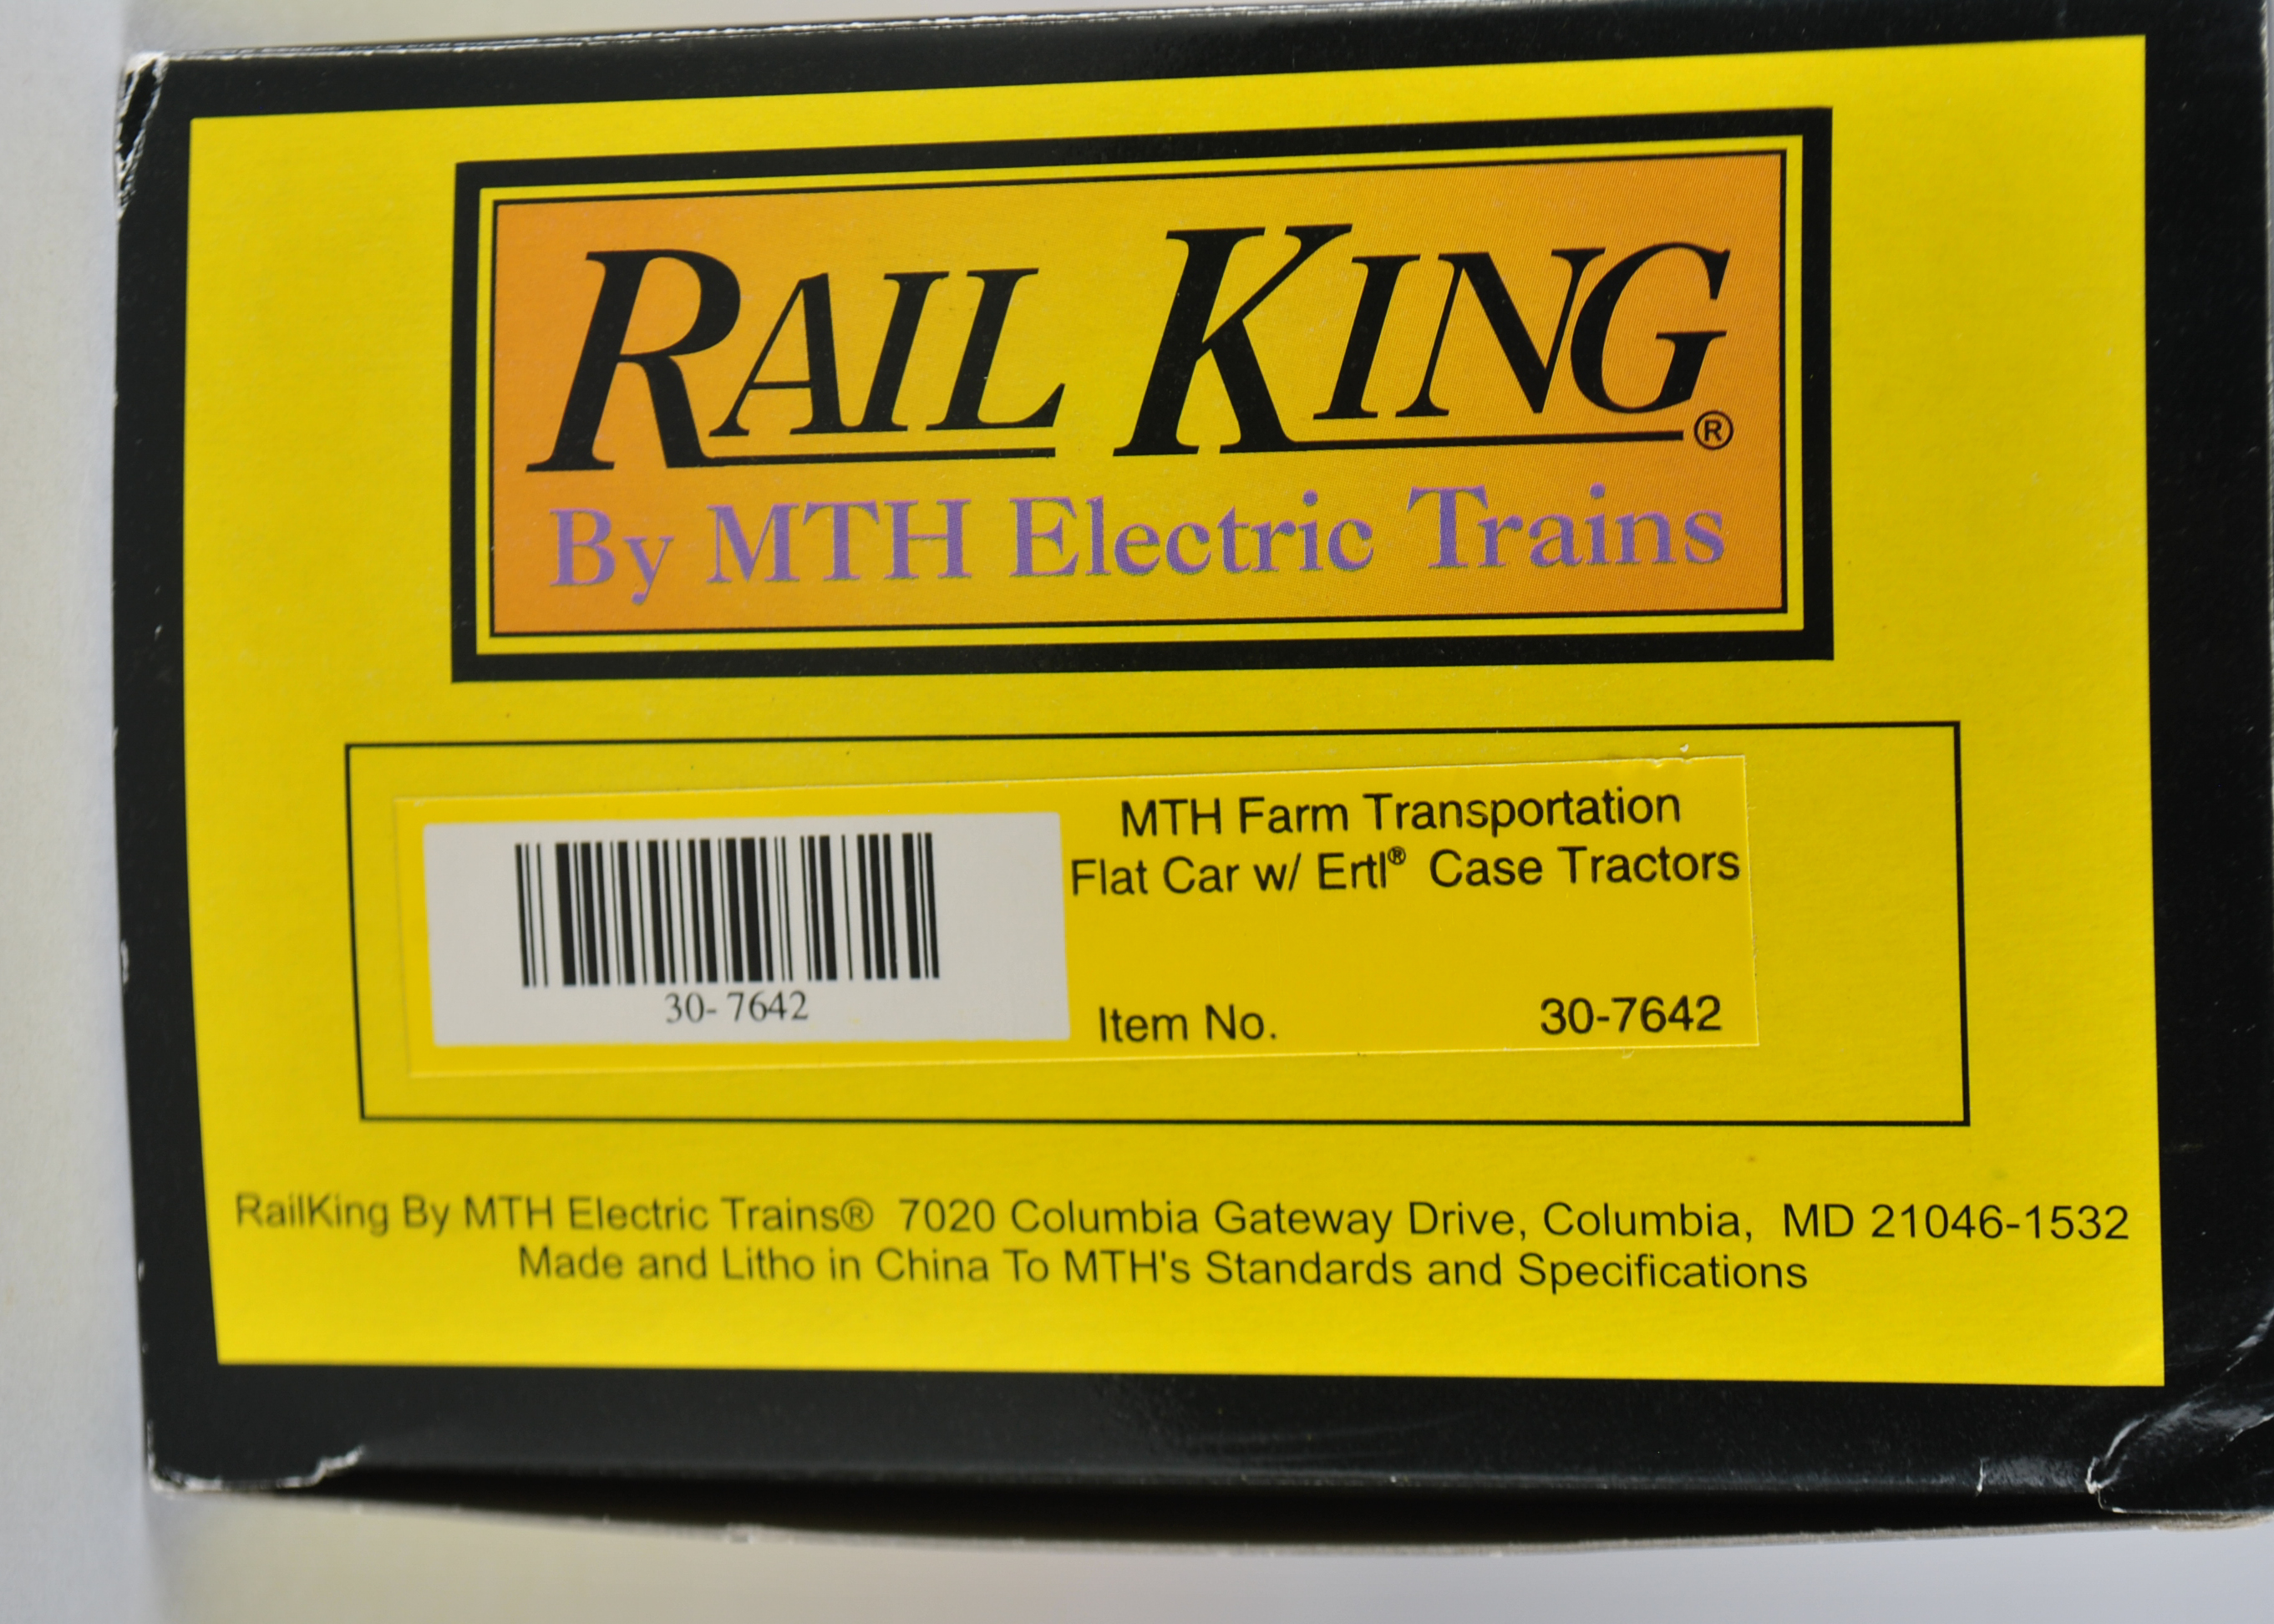 RAIL KING®
By MTH Electric Trains
MTH Farm Transportation
Flat Car w/ Ertl® Case Tractors
30-7642
Item No. 30-7642
RailKing By MTH Electric Trains® 7020 Columbia Gateway Drive, Columbia, MD 21046-1532
Made and Litho in China To MTH's Standards and Specifications